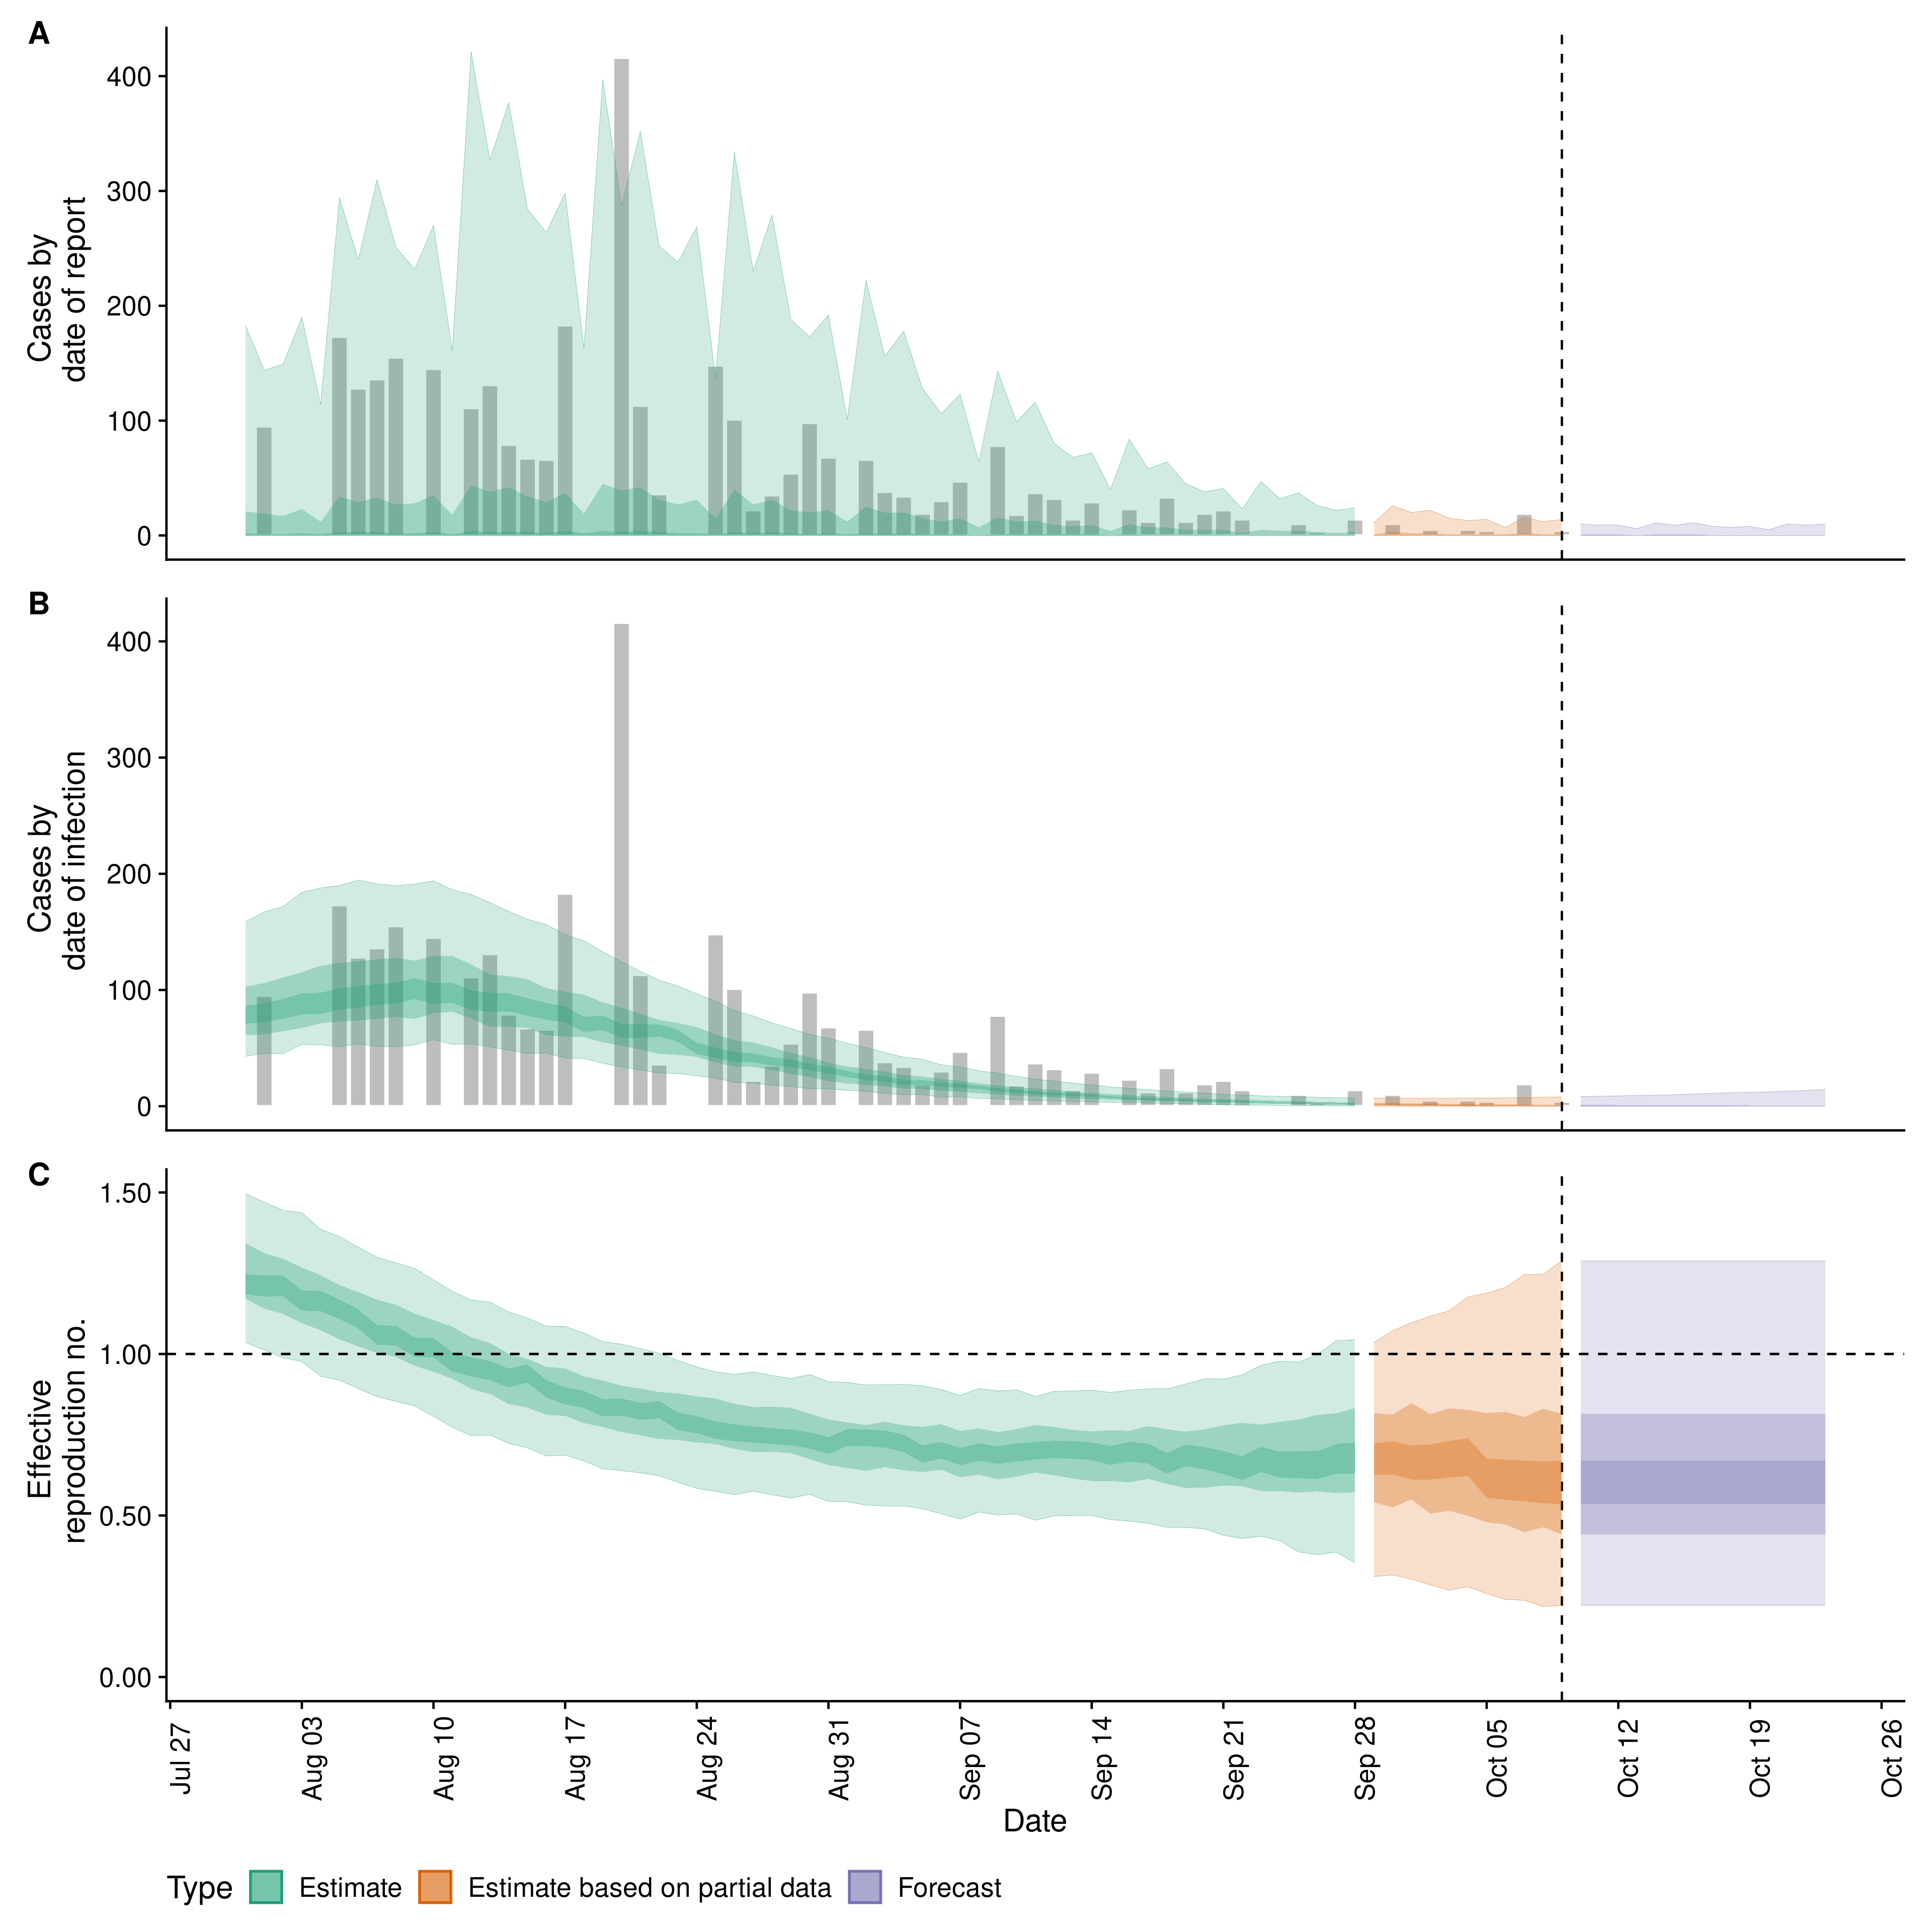 A
Cases by
date of report
400
300
200
100
0
B
Cases by
date of infection
400
300
200
100
0
C
Effective
reproduction no.
1.50
1.00
0.50
0.00
Jul 27
Aug 03
Aug 10
Aug 17
Aug 24
Aug 31
Sep 07
Sep 14
Sep 21
Sep 28
Oct 05
Oct 12
Oct 19
Oct 26
Date
Type Estimate Estimate based on partial data Forecast